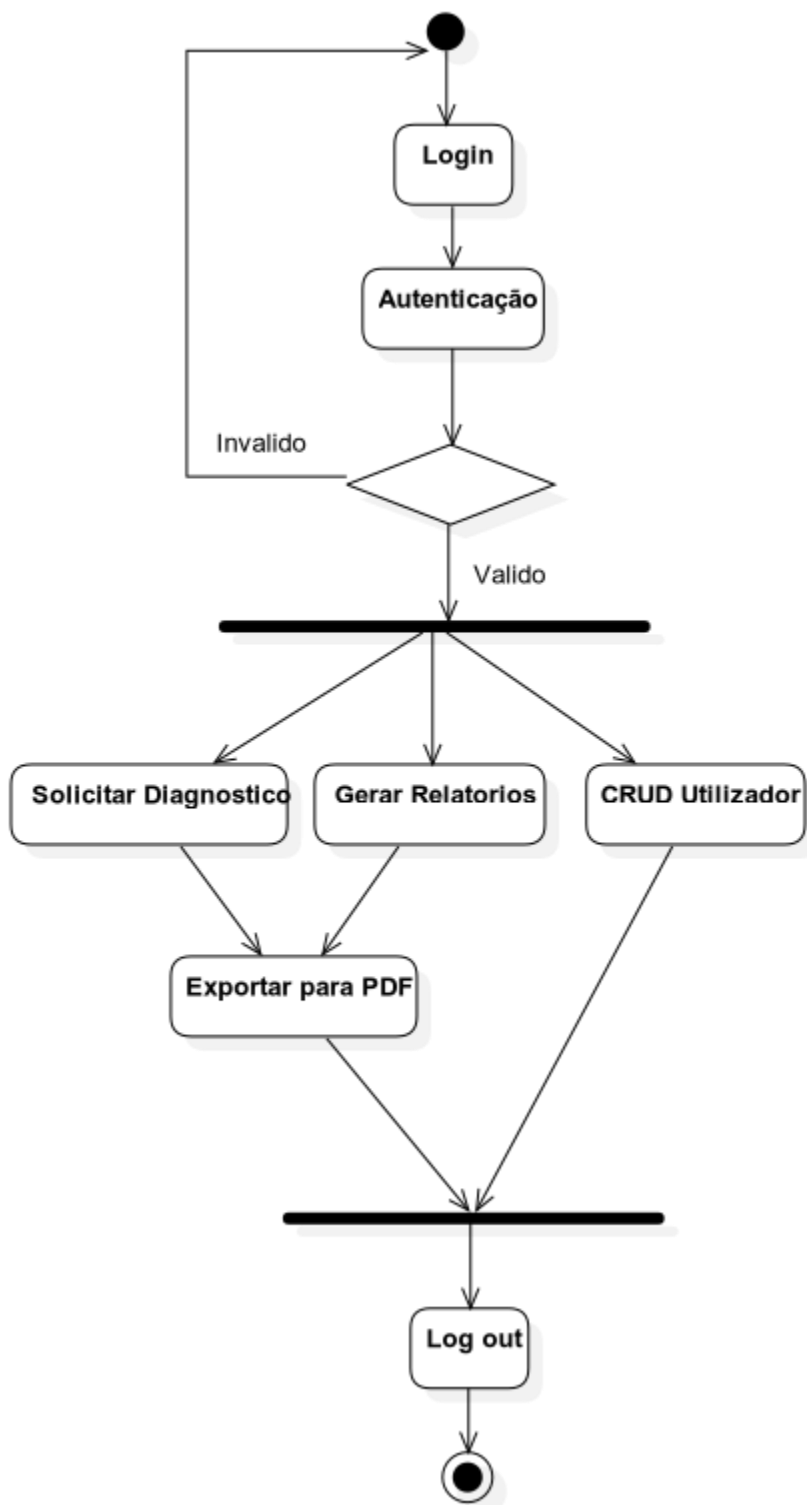 Login
Autenticação
Invalido
Valido
Solicitar Diagnostico
Gerar Relatorios
CRUD Utilizador
Exportar para PDF
Log out